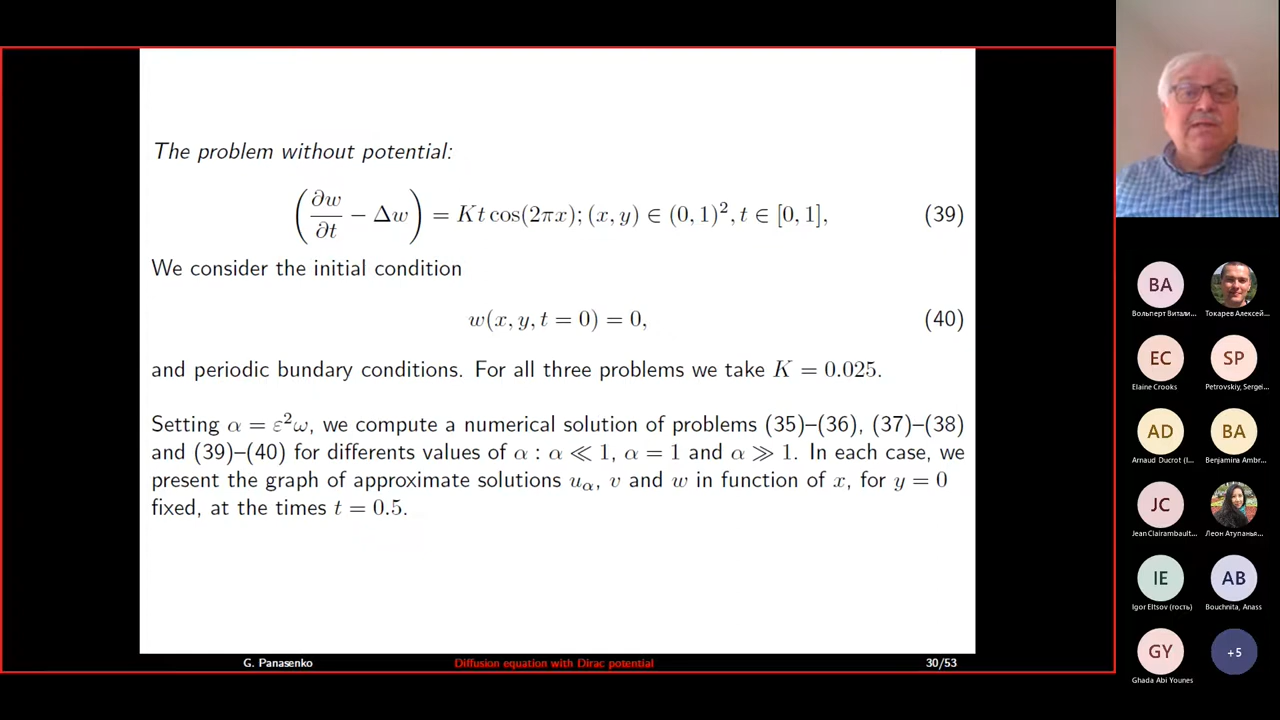 The problem without potential:
(∂w/∂t − Δw) = Kt cos(2πx); (x, y) ∈ (0, 1)², t ∈ [0, 1], (39)
We consider the initial condition
w(x, y, t = 0) = 0, (40)
and periodic bundary conditions. For all three problems we take K = 0.025.
Setting α = ε²ω, we compute a numerical solution of problems (35)–(36), (37)–(38)
and (39)–(40) for differents values of α : α ≪ 1, α = 1 and α ≫ 1. In each case, we
present the graph of approximate solutions uα, v and w in function of x, for y = 0
fixed, at the times t = 0.5.
G. Panasenko Diffusion equation with Dirac potential 30/53
BA
Вольперт Витали... Токарев Алексей...
EC SP
Elaine Crooks Petrovskiy, Sergei...
AD BA
Arnaud Ducrot (I... Benjamina Ambr...
JC
Jean Clairambault... Леон Атупанья...
IE AB
Igor Eltsov (гость) Bouchnita, Anass
GY +5
Ghada Abi Younes